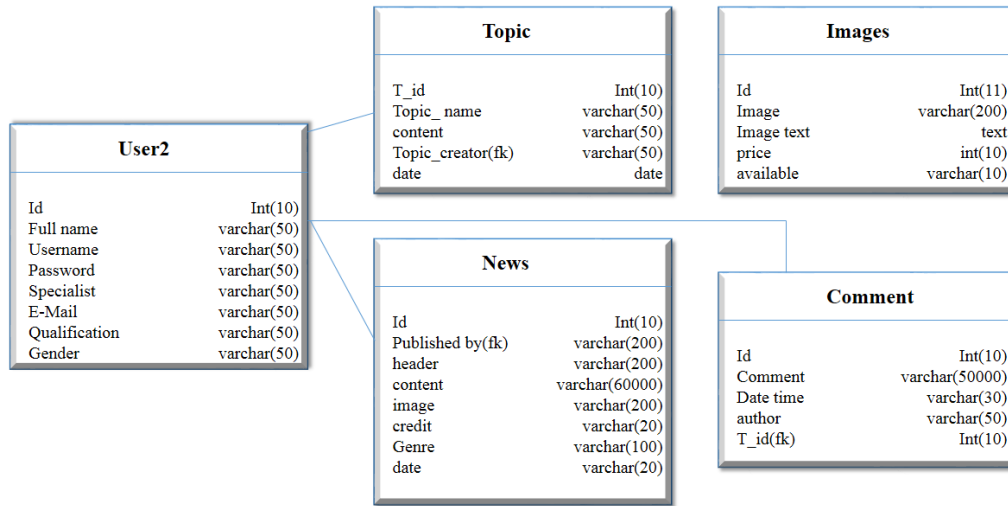 Topic
T_id Int(10)
Topic_ name varchar(50)
content varchar(50)
Topic_creator(fk) varchar(50)
date date
Images
Id Int(11)
Image varchar(200)
Image text text
price int(10)
available varchar(10)
User2
Id Int(10)
Full name varchar(50)
Username varchar(50)
Password varchar(50)
Specialist varchar(50)
E-Mail varchar(50)
Qualification varchar(50)
Gender varchar(50)
News
Id Int(10)
Published by(fk) varchar(200)
header varchar(200)
content varchar(60000)
image varchar(200)
credit varchar(20)
Genre varchar(100)
date varchar(20)
Comment
Id Int(10)
Comment varchar(50000)
Date time varchar(30)
author varchar(50)
T_id(fk) Int(10)